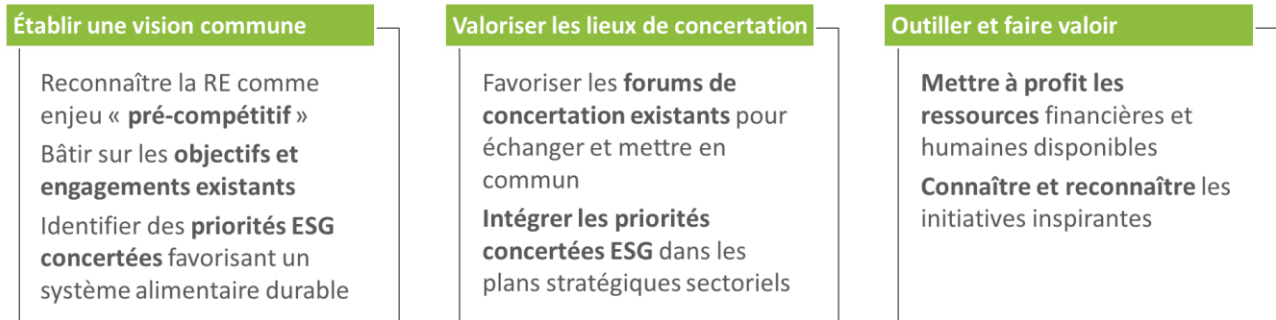 Établir une vision commune
Reconnaître la RE comme
enjeu « pré-compétitif »
Bâtir sur les objectifs et
engagements existants
Identifier des priorités ESG
concertées favorisant un
système alimentaire durable
Valoriser les lieux de concertation
Favoriser les forums de
concertation existants pour
échanger et mettre en
commun
Intégrer les priorités
concertées ESG dans les
plans stratégiques sectoriels
Outiller et faire valoir
Mettre à profit les
ressources financières et
humaines disponibles
Connaître et reconnaître les
initiatives inspirantes